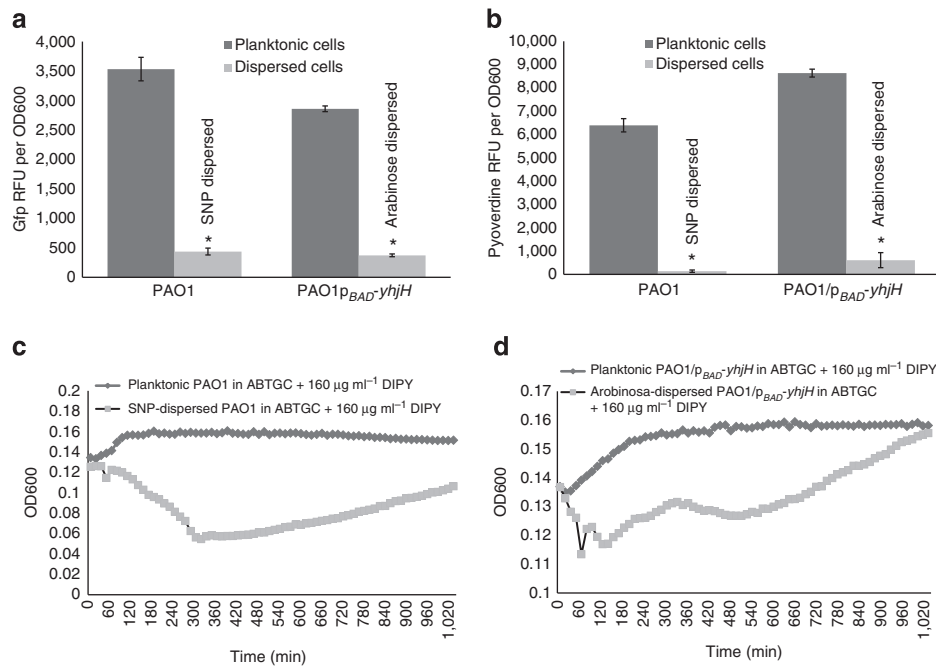 a
4,000
3,500
3,000
2,500
2,000
1,500
1,000
500
0
Gfp RFU per OD600
Planktonic cells
Dispersed cells
* SNP dispersed
* Arabinose dispersed
PAO1
PAO1pBAD-yhjH
b
10,000
9,000
8,000
7,000
6,000
5,000
4,000
3,000
2,000
1,000
0
Pyoverdine RFU per OD600
Planktonic cells
Dispersed cells
* SNP dispersed
* Arabinose dispersed
PAO1
PAO1/pBAD-yhjH
c
Planktonic PAO1 in ABTGC + 160 μg ml⁻¹ DIPY
SNP-dispersed PAO1 in ABTGC + 160 μg ml⁻¹ DIPY
0.2
0.18
0.16
0.14
0.12
0.1
0.08
0.06
0.04
0.02
0
OD600
0 60 120 180 240 300 360 420 480 540 600 660 720 780 840 900 960 1,020
Time (min)
d
Planktonic PAO1/pBAD-yhjH in ABTGC + 160 μg ml⁻¹ DIPY
Arobinosa-dispersed PAO1/pBAD-yhjH in ABTGC
+ 160 μg ml⁻¹ DIPY
0.17
0.16
0.15
0.14
0.13
0.12
0.11
0.1
OD600
0 60 120 180 240 300 360 420 480 540 600 660 720 780 840 900 960 1,020
Time (min)